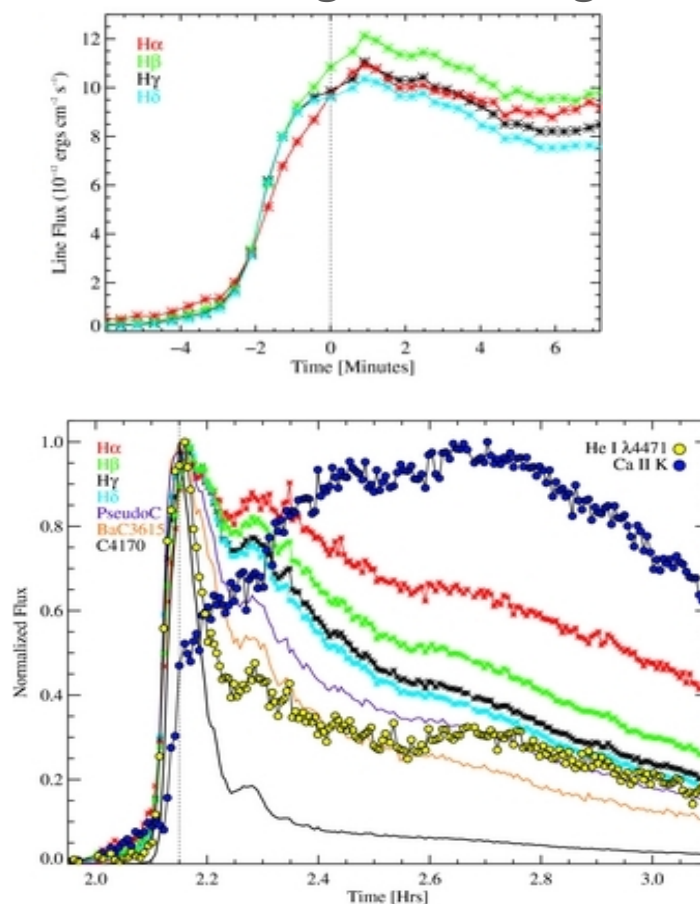 12
10
8
6
4
2
0
Hα
Hβ
Hγ
Hδ
Line Flux (10⁻¹² ergs cm⁻² s⁻¹)
−4 −2 0 2 4 6
Time [Minutes]
1.0
0.8
0.6
0.4
0.2
0.0
Hα
Hβ
Hγ
Hδ
PseudoC
BaC3615
C4170
He I λ4471
Ca II K
Normalized Flux
2.0 2.2 2.4 2.6 2.8 3.0
Time [Hrs]